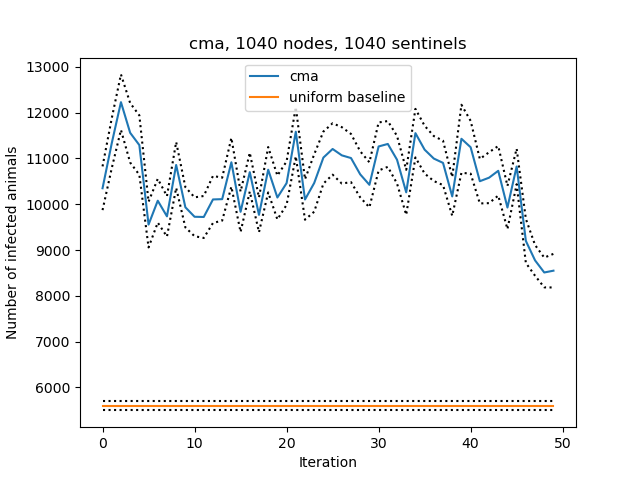 cma, 1040 nodes, 1040 sentinels
cma
uniform baseline
Number of infected animals
13000
12000
11000
10000
9000
8000
7000
6000
0 10 20 30 40 50
Iteration